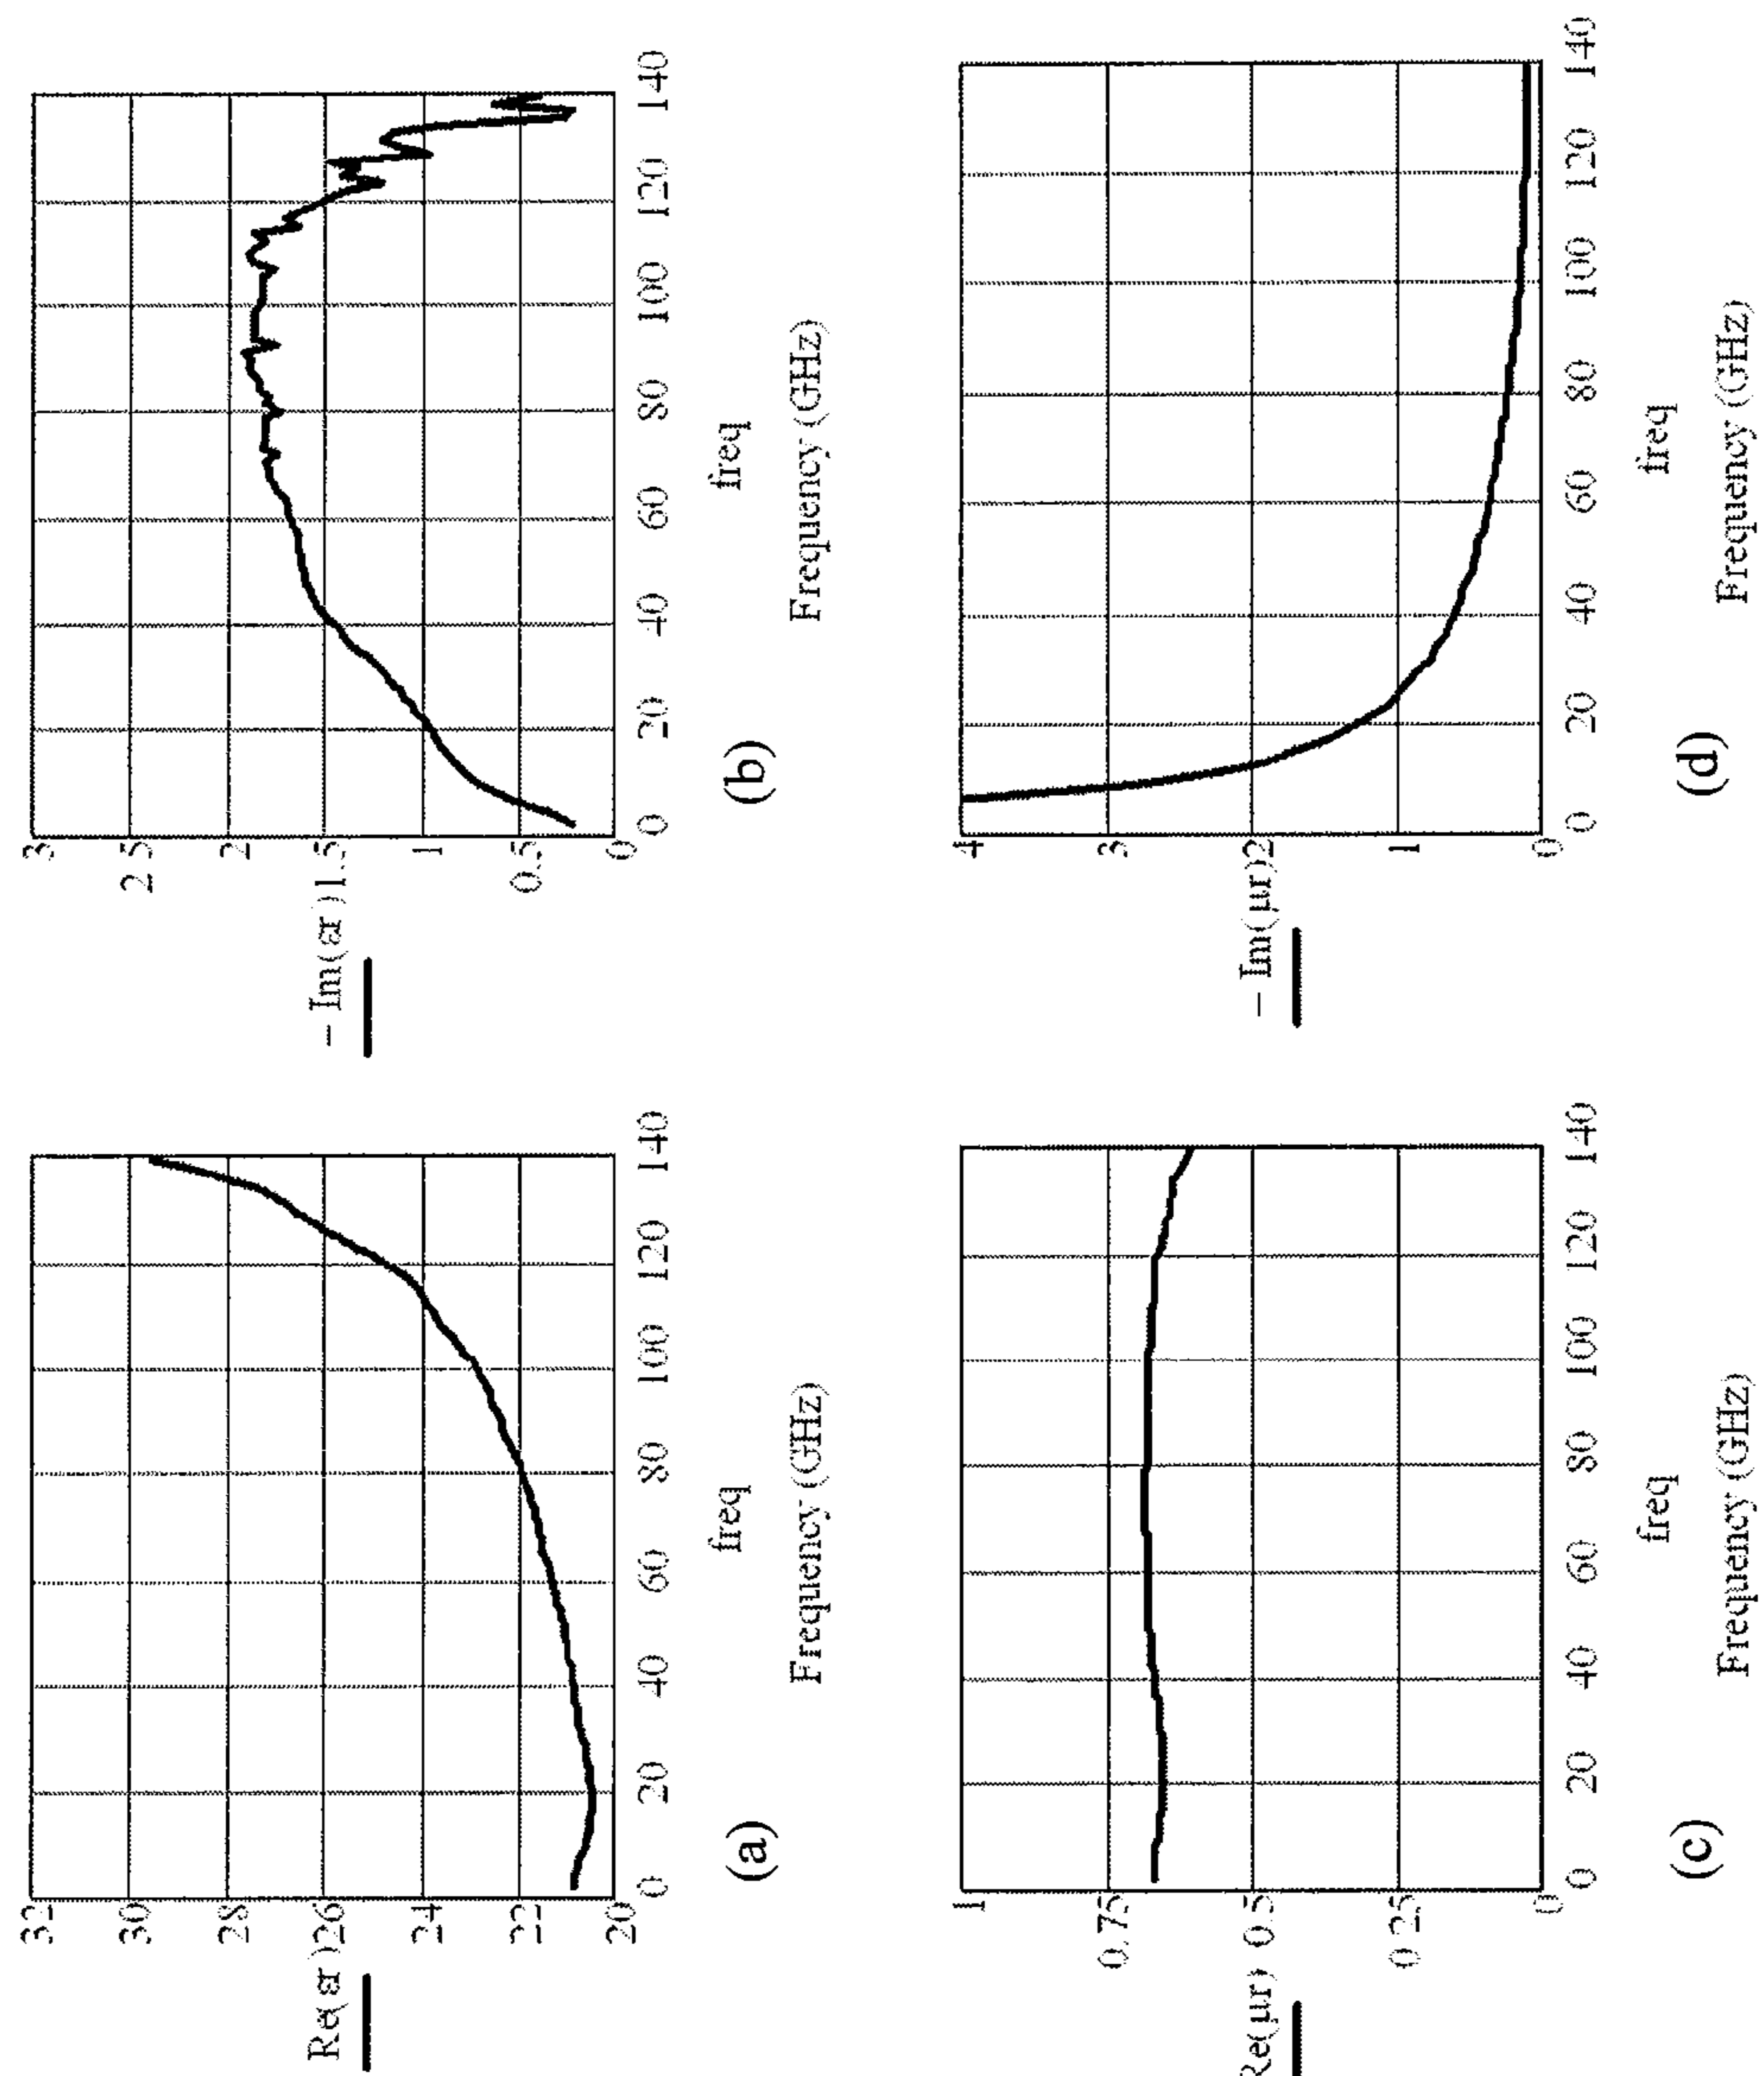 32
30
28
Re(εr)26
24
22
20
0 20 40 60 80 100 120 140
freq
Frequency (GHz)
(a)
3
2.5
2
-Im(εr)1.5
1
0.5
0
0 20 40 60 80 100 120 140
freq
Frequency (GHz)
(b)
1
0.75
Re(μr) 0.5
0.25
0
0 20 40 60 80 100 120 140
freq
Frequency (GHz)
(c)
4
3
-Im(μr)2
1
0
0 20 40 60 80 100 120 140
freq
Frequency (GHz)
(d)